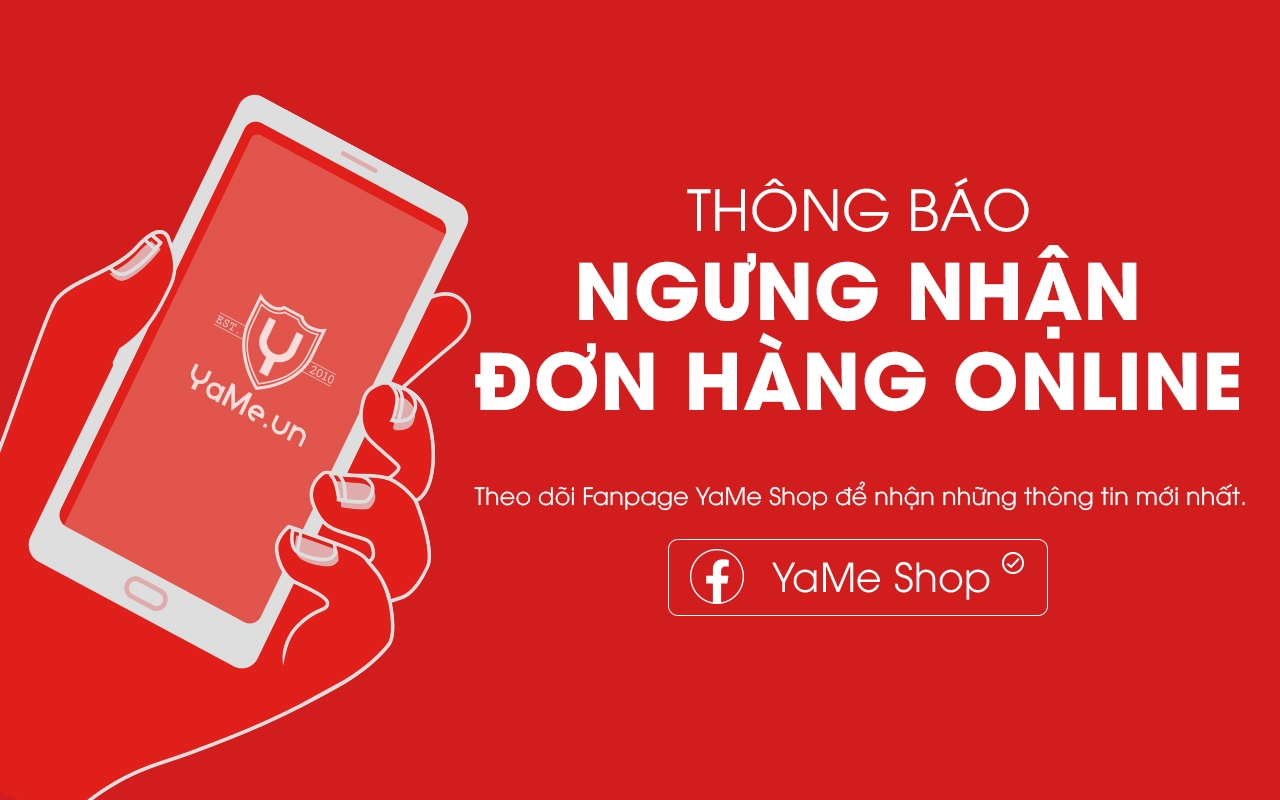 EST.
2010
Y
YaMe.vn
THÔNG BÁO
NGƯNG NHẬN
ĐƠN HÀNG ONLINE
Theo dõi Fanpage YaMe Shop để nhận những thông tin mới nhất.
f YaMe Shop